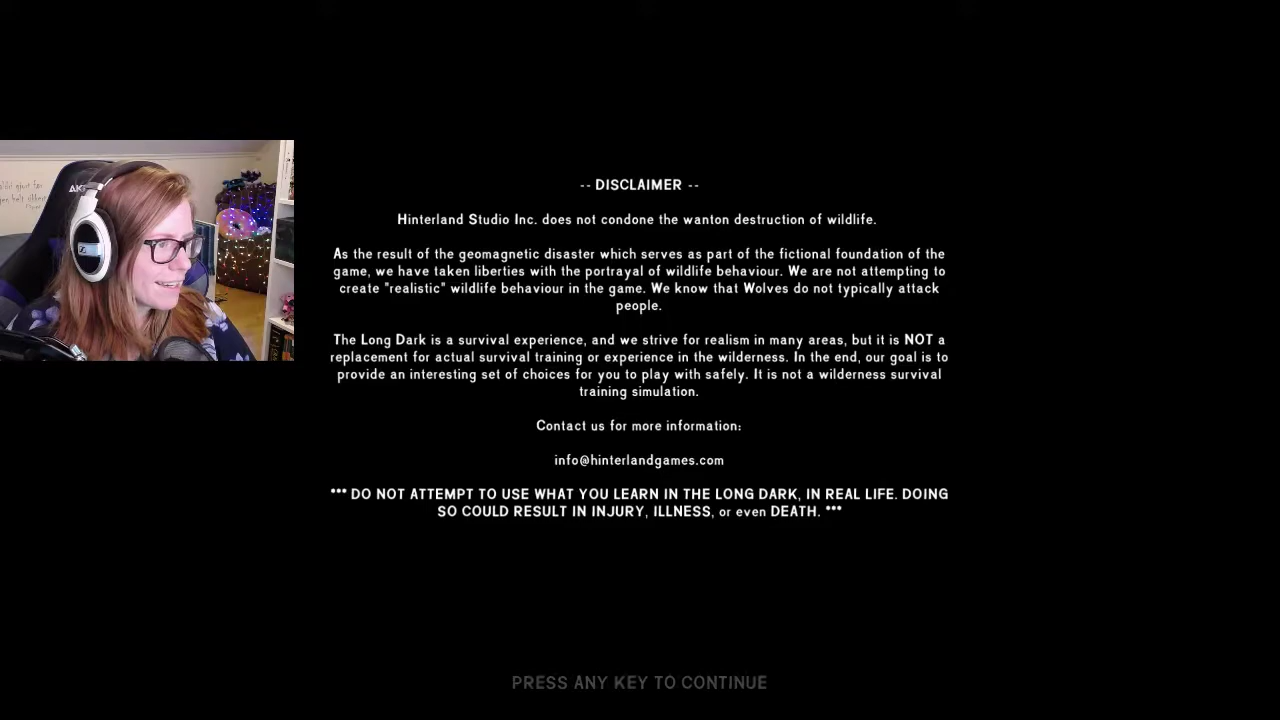 -- DISCLAIMER --
Hinterland Studio Inc. does not condone the wanton destruction of wildlife.
As the result of the geomagnetic disaster which serves as part of the fictional foundation of the
game, we have taken liberties with the portrayal of wildlife behaviour. We are not attempting to
create "realistic" wildlife behaviour in the game. We know that Wolves do not typically attack
people.
The Long Dark is a survival experience, and we strive for realism in many areas, but it is NOT a
replacement for actual survival training or experience in the wilderness. In the end, our goal is to
provide an interesting set of choices for you to play with safely. It is not a wilderness survival
training simulation.
Contact us for more information:
info@hinterlandgames.com
*** DO NOT ATTEMPT TO USE WHAT YOU LEARN IN THE LONG DARK, IN REAL LIFE. DOING
SO COULD RESULT IN INJURY, ILLNESS, or even DEATH. ***
PRESS ANY KEY TO CONTINUE